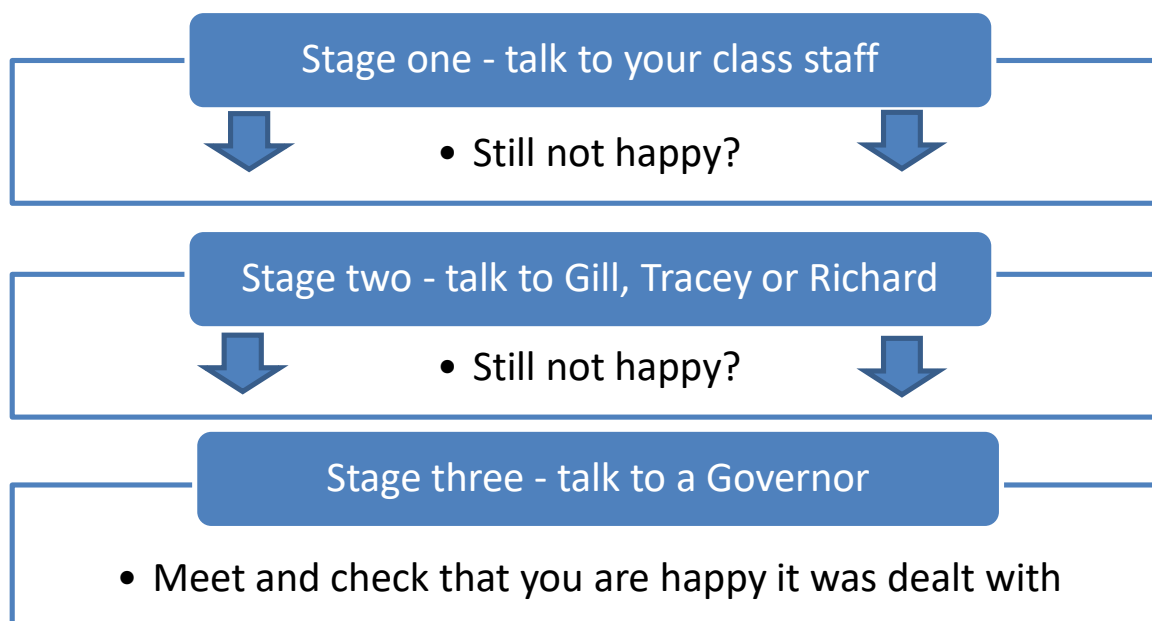 Stage one - talk to your class staff
• Still not happy?
Stage two - talk to Gill, Tracey or Richard
• Still not happy?
Stage three - talk to a Governor
• Meet and check that you are happy it was dealt with